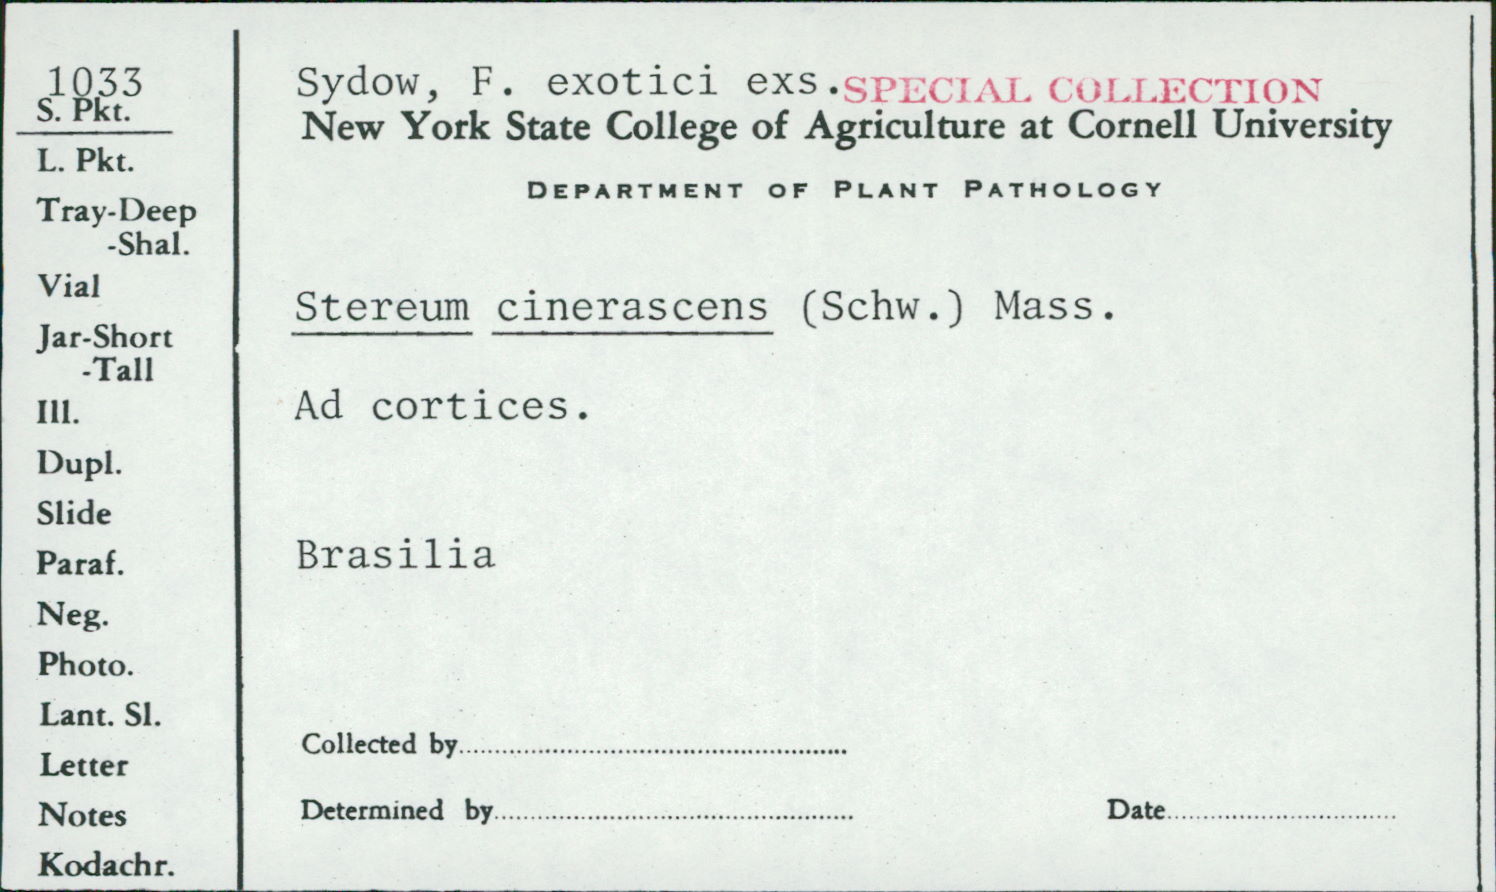 1033
S. Pkt.
L. Pkt.
Tray-Deep
-Shal.
Vial
Jar-Short
-Tall
Ill.
Dupl.
Slide
Paraf.
Neg.
Photo.
Lant. Sl.
Letter
Notes
Kodachr.
Sydow, F. exotici exs. SPECIAL COLLECTION
New York State College of Agriculture at Cornell University
DEPARTMENT OF PLANT PATHOLOGY
Stereum cinerascens (Schw.) Mass.
Ad cortices.
Brasilia
Collected by
Determined by Date